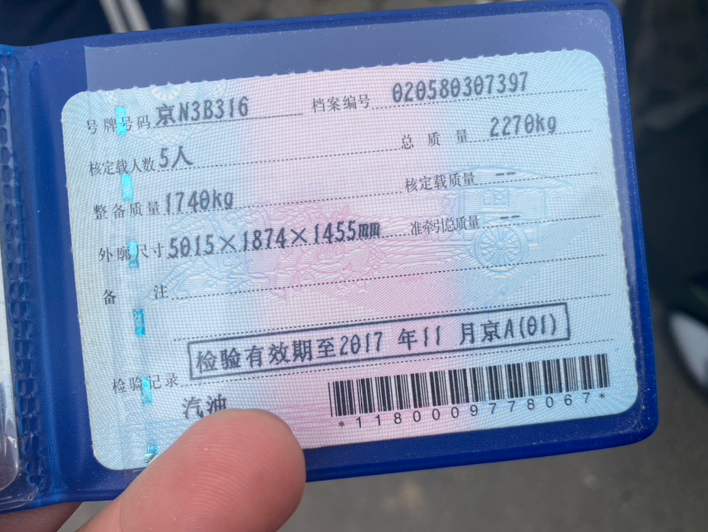 号牌号码 京N3B316 档案编号 020580307397
核定载人数 5人 总 质 量 2270kg
整备质量 1740kg 核定载质量 --
外廓尺寸 5015×1874×1455mm 准牵引总质量 --
备 注
检验有效期至2017 年11 月京A(01)
检验记录
汽油
*1180009778067*